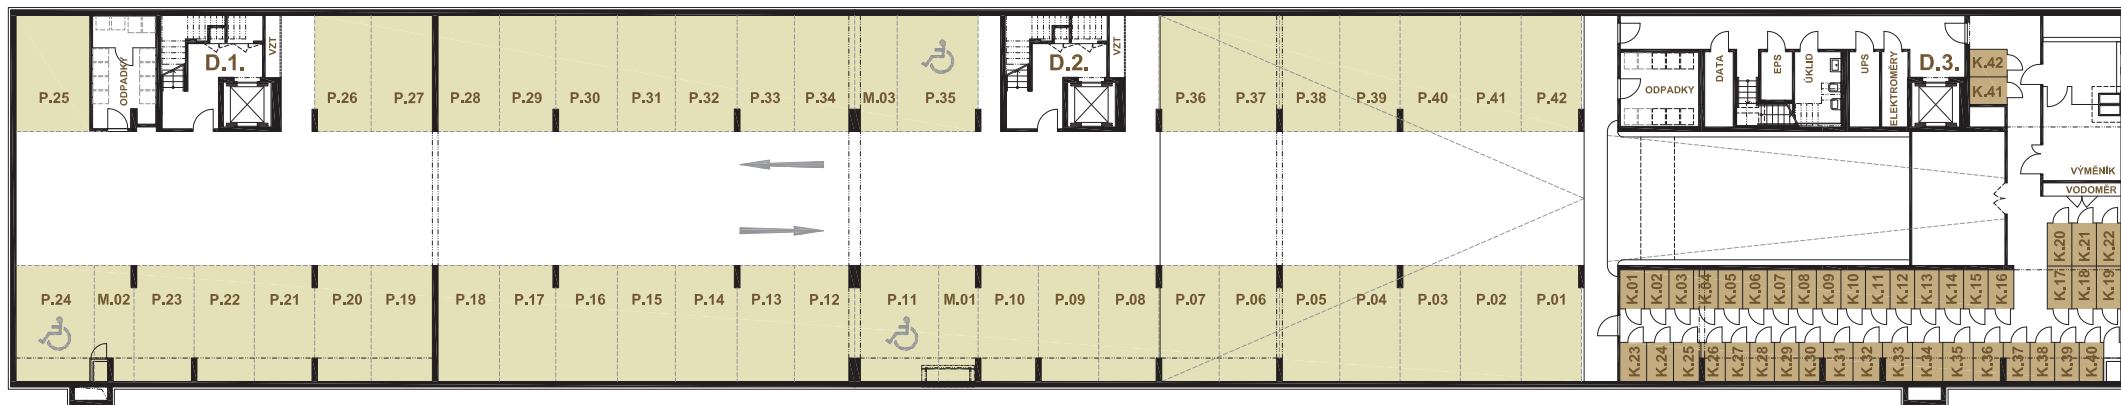 D.1.
VZT
D.2.
VZT
D.3.
ODPADKY
ODPADKY
DATA
EPS
ÚKLID
UPS
ELEKTROMĚRY
K.42
K.41
P.25
P.26
P.27
P.28
P.29
P.30
P.31
P.32
P.33
P.34
M.03
P.35
P.36
P.37
P.38
P.39
P.40
P.41
P.42
VÝMĚNÍK
VODOMĚR
K.20
K.21
K.22
K.17
K.18
K.19
P.24
M.02
P.23
P.22
P.21
P.20
P.19
P.18
P.17
P.16
P.15
P.14
P.13
P.12
P.11
M.01
P.10
P.09
P.08
P.07
P.06
P.05
P.04
P.03
P.02
P.01
K.01
K.02
K.03
K.04
K.05
K.06
K.07
K.08
K.09
K.10
K.11
K.12
K.13
K.14
K.15
K.16
K.23
K.24
K.25
K.26
K.27
K.28
K.29
K.30
K.31
K.32
K.33
K.34
K.35
K.36
K.37
K.38
K.39
K.40